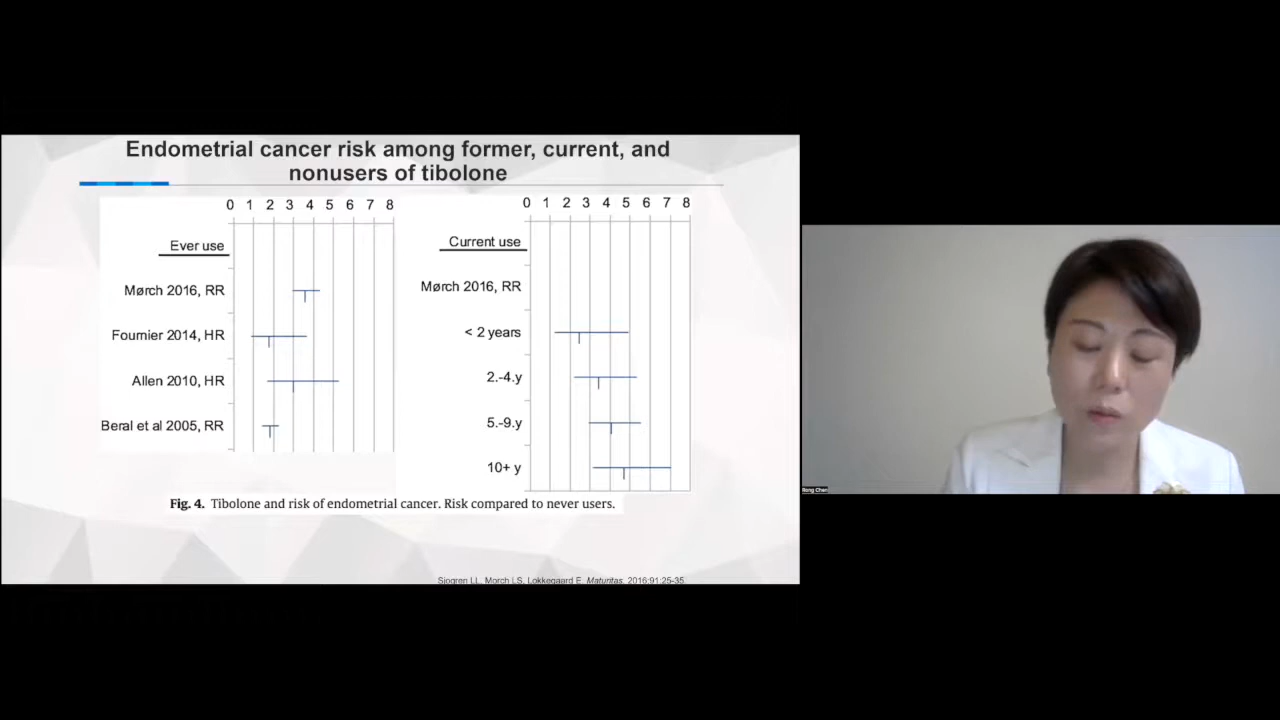 Endometrial cancer risk among former, current, and
nonusers of tibolone
0 1 2 3 4 5 6 7 8
Ever use
Mørch 2016, RR
Fournier 2014, HR
Allen 2010, HR
Beral et al 2005, RR
0 1 2 3 4 5 6 7 8
Current use
Mørch 2016, RR
< 2 years
2.-4.y
5.-9.y
10+ y
Fig. 4. Tibolone and risk of endometrial cancer. Risk compared to never users.
Sjogren LL, Morch LS, Lokkegaard E. Maturitas. 2016;91:25-35.
Rong Chen